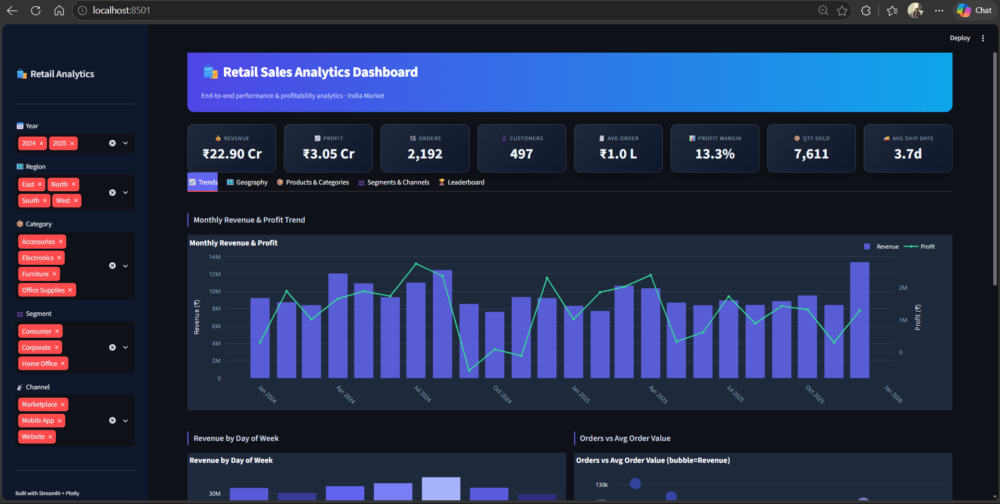 localhost:8501
Chat
Deploy
Retail Analytics
Year
2024 × 2025 ×
Region
East × North ×
South × West ×
Category
Accessories ×
Electronics ×
Furniture ×
Office Supplies ×
Segment
Consumer ×
Corporate ×
Home Office ×
Channel
Marketplace ×
Mobile App ×
Website ×
Built with Streamlit + Plotly
Retail Sales Analytics Dashboard
End-to-end performance & profitability analytics · India Market
REVENUE
₹22.90 Cr
PROFIT
₹3.05 Cr
ORDERS
2,192
CUSTOMERS
497
AVG ORDER
₹1.0 L
PROFIT MARGIN
13.3%
QTY SOLD
7,611
AVG SHIP DAYS
3.7d
Trends Geography Products & Categories Segments & Channels Leaderboard
Monthly Revenue & Profit Trend
Monthly Revenue & Profit
Revenue Profit
14M
12M
10M
8M
6M
4M
2M
0
Revenue (₹)
2M
1M
0
Profit (₹)
Jan 2024
Apr 2024
Jul 2024
Oct 2024
Jan 2025
Apr 2025
Jul 2025
Oct 2025
Jan 2026
Revenue by Day of Week
Revenue by Day of Week
30M
Orders vs Avg Order Value
Orders vs Avg Order Value (bubble=Revenue)
130k